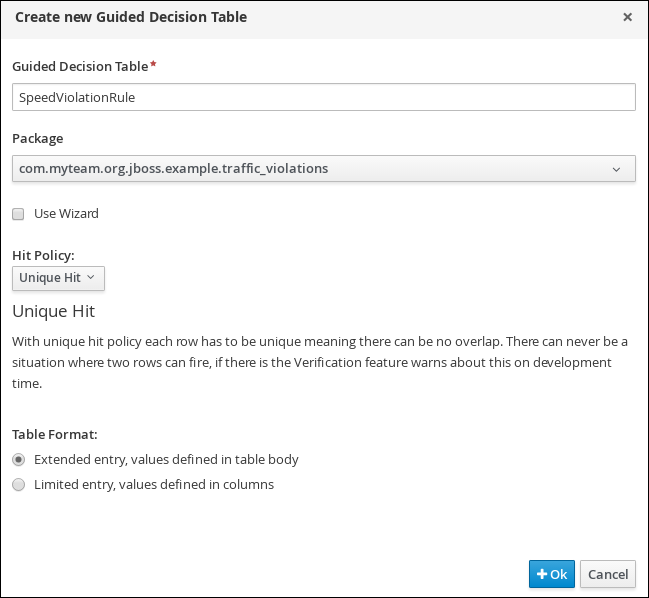 Create new Guided Decision Table
Guided Decision Table*
SpeedViolationRule
Package
com.myteam.org.jboss.example.traffic_violations
Use Wizard
Hit Policy:
Unique Hit
Unique Hit
With unique hit policy each row has to be unique meaning there can be no overlap. There can never be a
situation where two rows can fire, if there is the Verification feature warns about this on development
time.
Table Format:
Extended entry, values defined in table body
Limited entry, values defined in columns
+ Ok Cancel